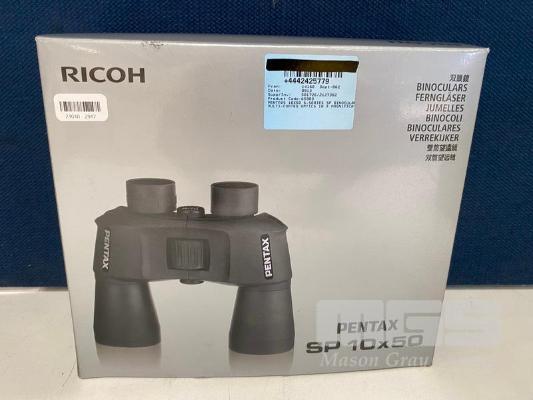 RICOH
+4442425779
双眼鏡
BINOCULARS
FERNGLÄSER
JUMELLES
BINOCOLI
BINOCULARES
VERREKIJKER
雙筒望遠鏡
双筒望远镜
PENTAX
PENTAX
PENTAX
SP 10x50
Mason Gray